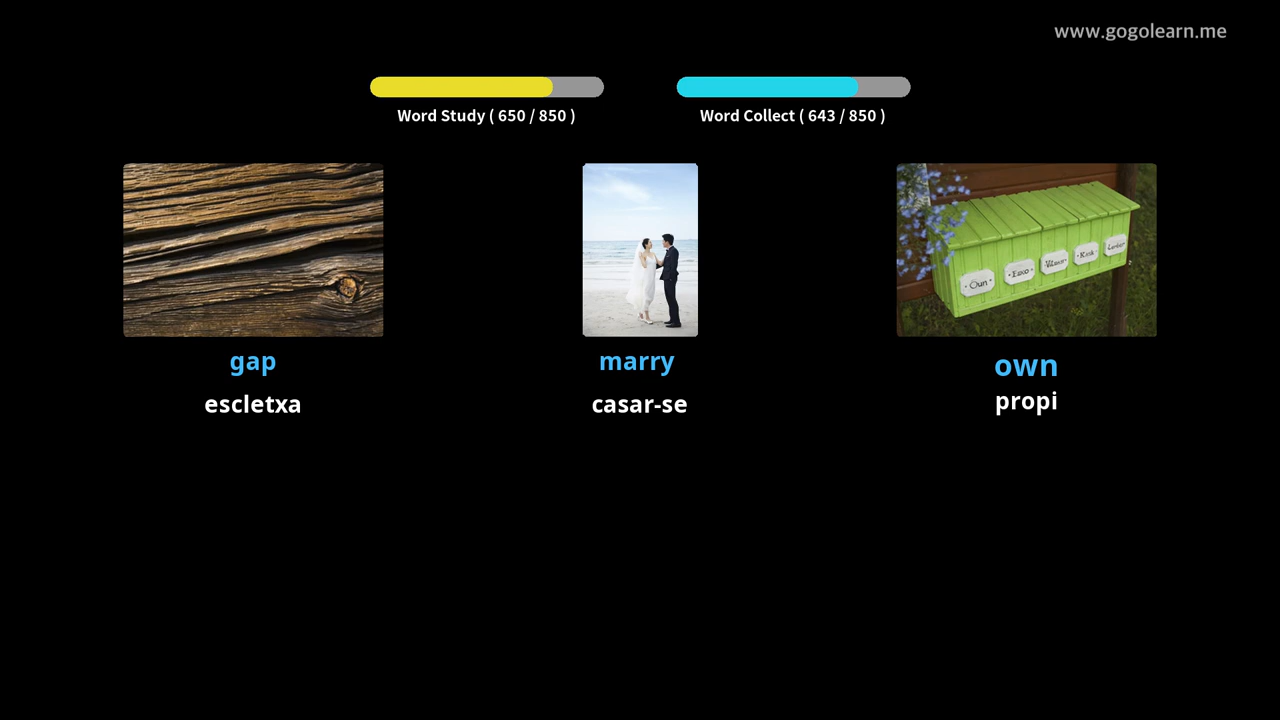 www.gogolearn.me
Word Study ( 650 / 850 )
Word Collect ( 643 / 850 )
gap
marry
own
escletxa
casar-se
propi